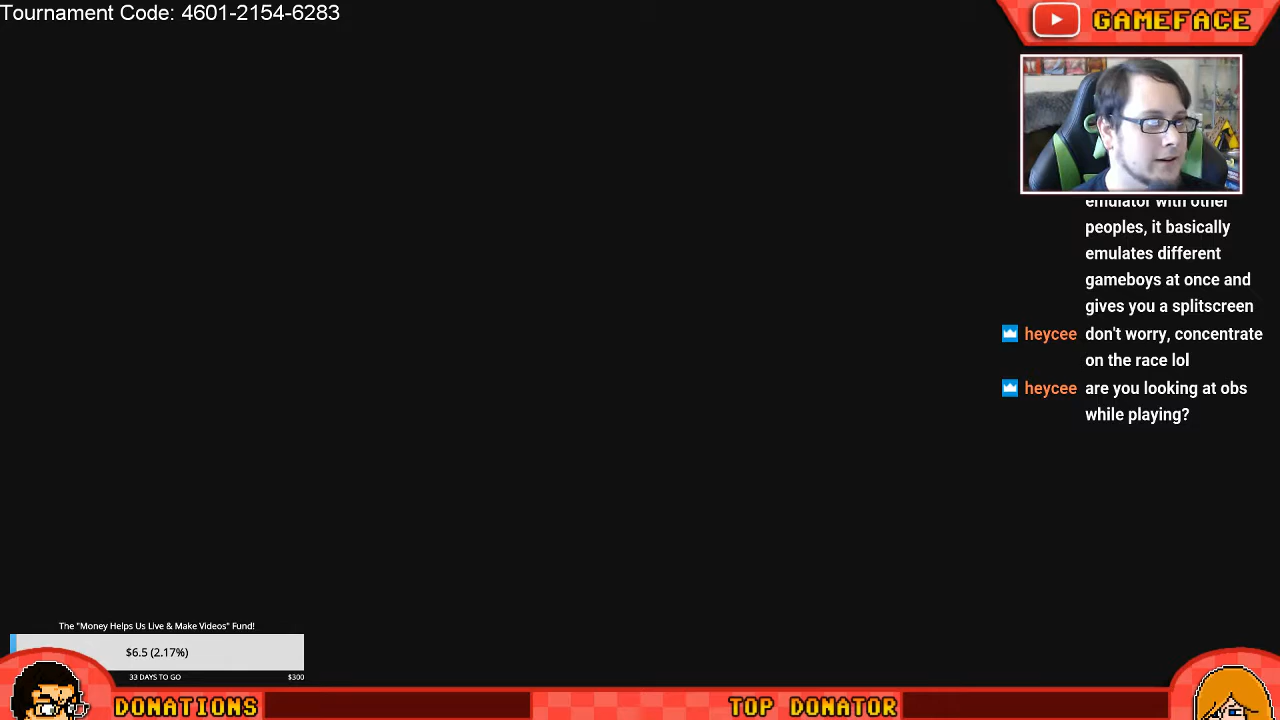 Tournament Code: 4601-2154-6283
GAMEFACE
emulator with other
peoples, it basically
emulates different
gameboys at once and
gives you a splitscreen
heycee don't worry, concentrate
on the race lol
heycee are you looking at obs
while playing?
The "Money Helps Us Live & Make Videos" Fund!
$6.5 (2.17%)
33 DAYS TO GO $300
DONATIONS TOP DONATOR